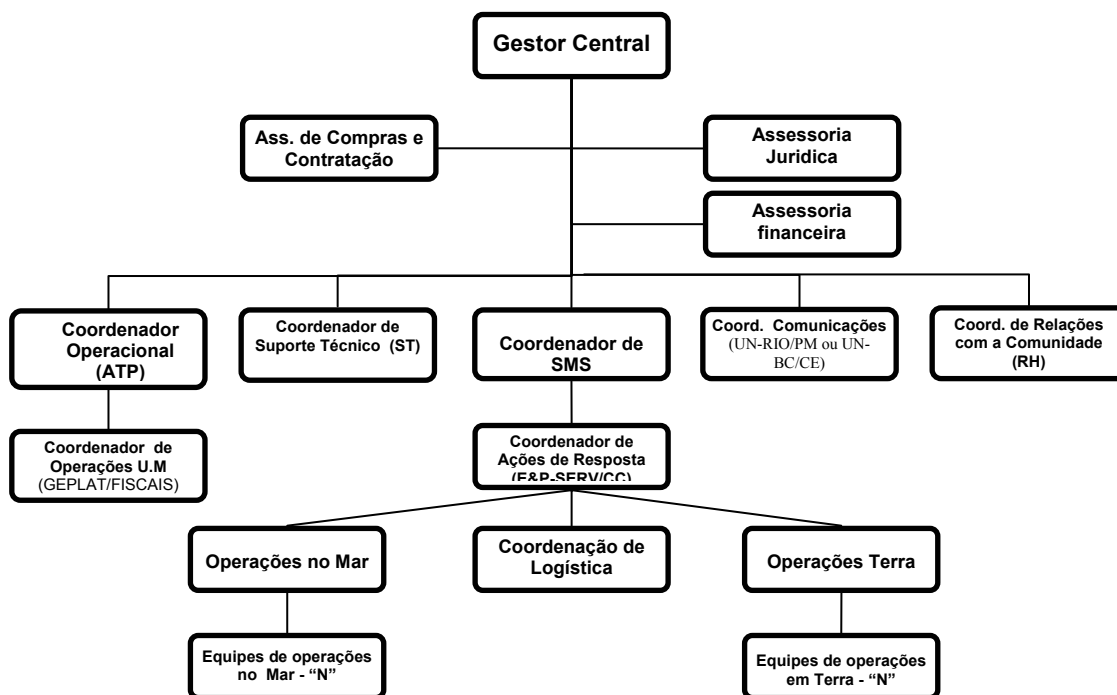 Gestor Central
Ass. de Compras e
Contratação
Assessoria
Juridica
Assessoria
financeira
Coordenador
Operacional
(ATP)
Coordenador de
Suporte Técnico (ST)
Coordenador de
SMS
Coord. Comunicações
(UN-RIO/PM ou UN-
BC/CE)
Coord. de Relações
com a Comunidade
(RH)
Coordenador de
Operações U.M
(GEPLAT/FISCAIS)
Coordenador de
Ações de Resposta
(E&P-SERV/CC)
Operações no Mar
Coordenação de
Logística
Operações Terra
Equipes de operações
no Mar - “N”
Equipes de operações
em Terra - “N”